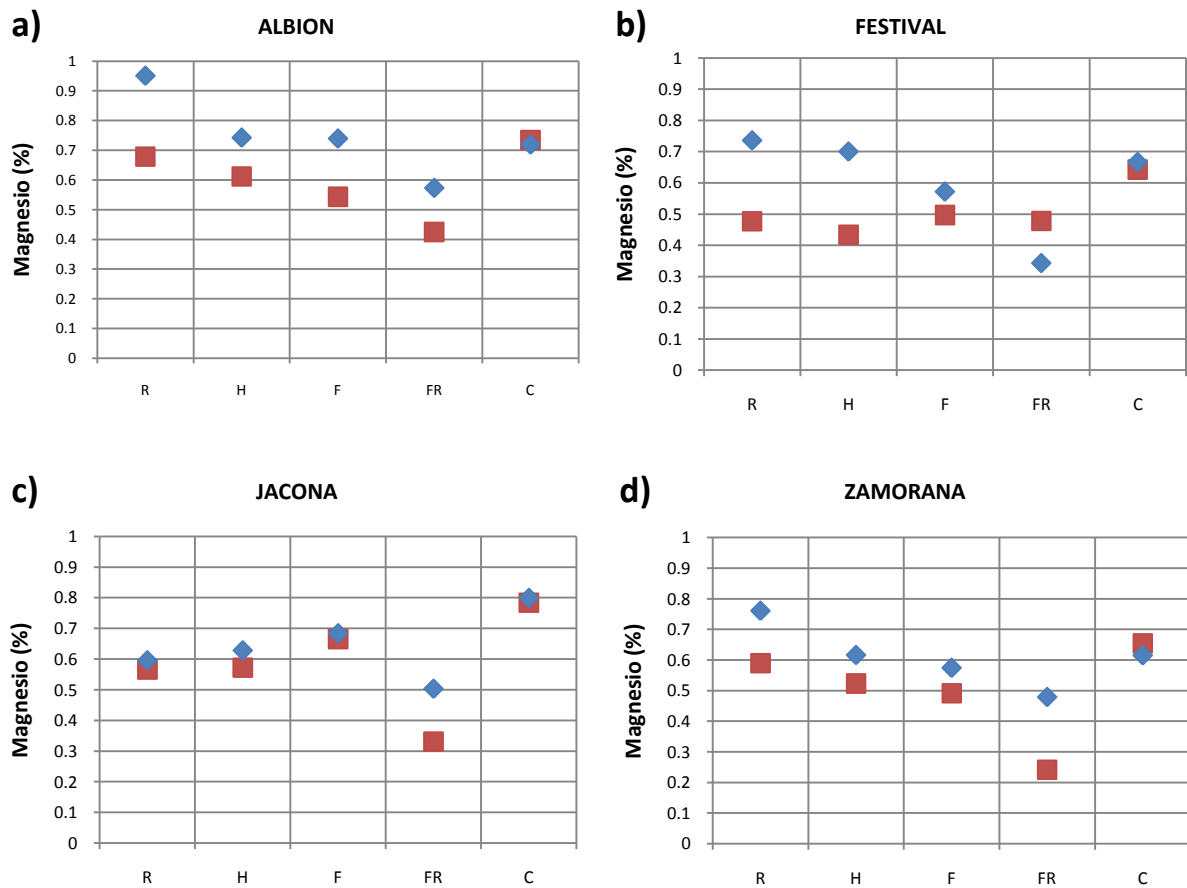 a)
ALBION
Magnesio (%)
1
0.9
0.8
0.7
0.6
0.5
0.4
0.3
0.2
0.1
0
R H F FR C
b)
FESTIVAL
Magnesio (%)
1
0.9
0.8
0.7
0.6
0.5
0.4
0.3
0.2
0.1
0
R H F FR C
c)
JACONA
Magnesio (%)
1
0.9
0.8
0.7
0.6
0.5
0.4
0.3
0.2
0.1
0
R H F FR C
d)
ZAMORANA
Magnesio (%)
1
0.9
0.8
0.7
0.6
0.5
0.4
0.3
0.2
0.1
0
R H F FR C